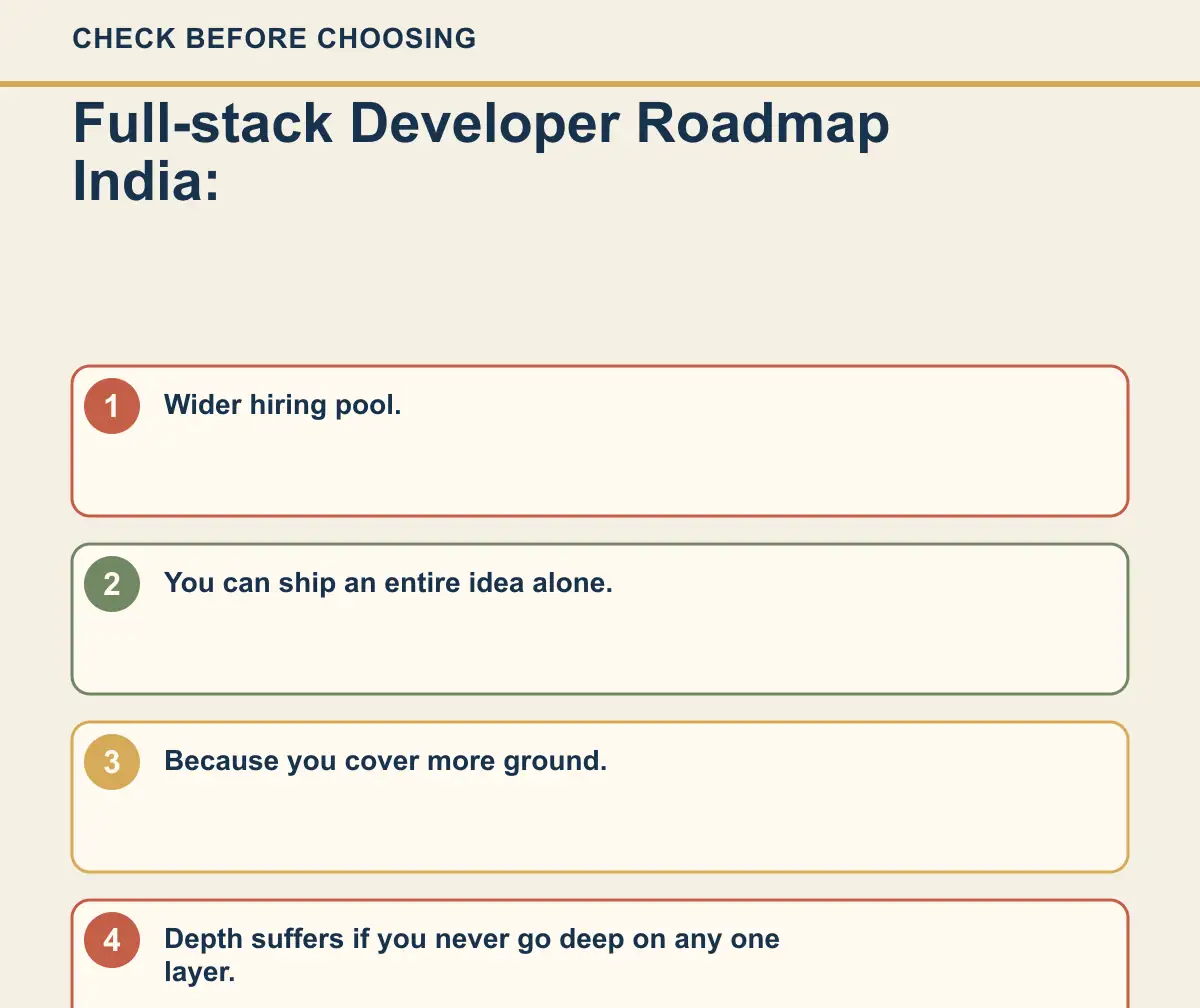 CHECK BEFORE CHOOSING
Full-stack Developer Roadmap
India:
1
Wider hiring pool.
2
You can ship an entire idea alone.
3
Because you cover more ground.
4
Depth suffers if you never go deep on any one
layer.